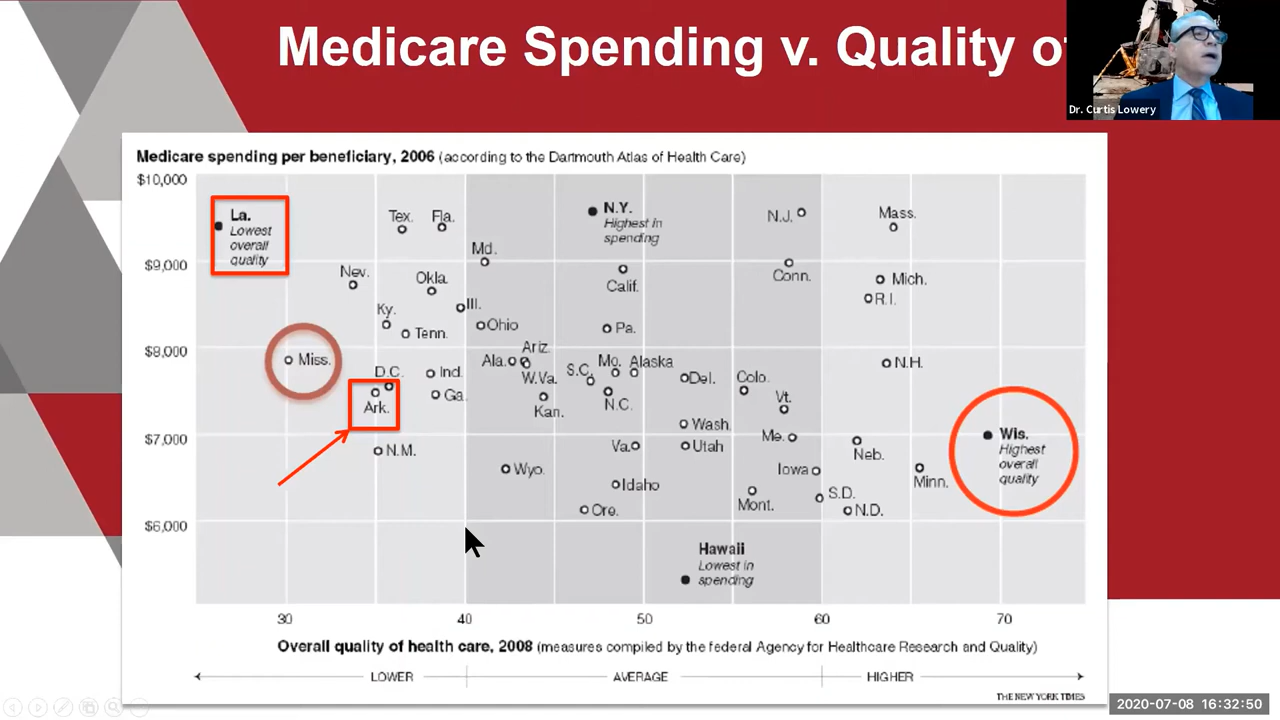 Medicare Spending v. Quality of
Dr. Curtis Lowery
Medicare spending per beneficiary, 2006 (according to the Dartmouth Atlas of Health Care)
$10,000
$9,000
$8,000
$7,000
$6,000
La.
Lowest
overall
quality
Tex.
Fla.
N.Y.
Highest in
spending
N.J.
Mass.
Md.
Nev.
Okla.
Calif.
Conn.
Mich.
R.I.
Ky.
Ill.
Tenn.
Ohio
Pa.
Miss.
D.C.
Ind.
Ala.
Ariz.
W.Va.
S.C.
Mo.
Alaska
Del.
Colo.
N.H.
Ark.
Ga.
Kan.
N.C.
Vt.
Wash.
Me.
Wis.
Highest
overall
quality
N.M.
Va.
Utah
Neb.
Wyo.
Idaho
Iowa
Minn.
Ore.
Mont.
S.D.
N.D.
Hawaii
Lowest in
spending
30 40 50 60 70
Overall quality of health care, 2008 (measures compiled by the federal Agency for Healthcare Research and Quality)
LOWER AVERAGE HIGHER
THE NEW YORK TIMES
2020-07-08 16:32:50